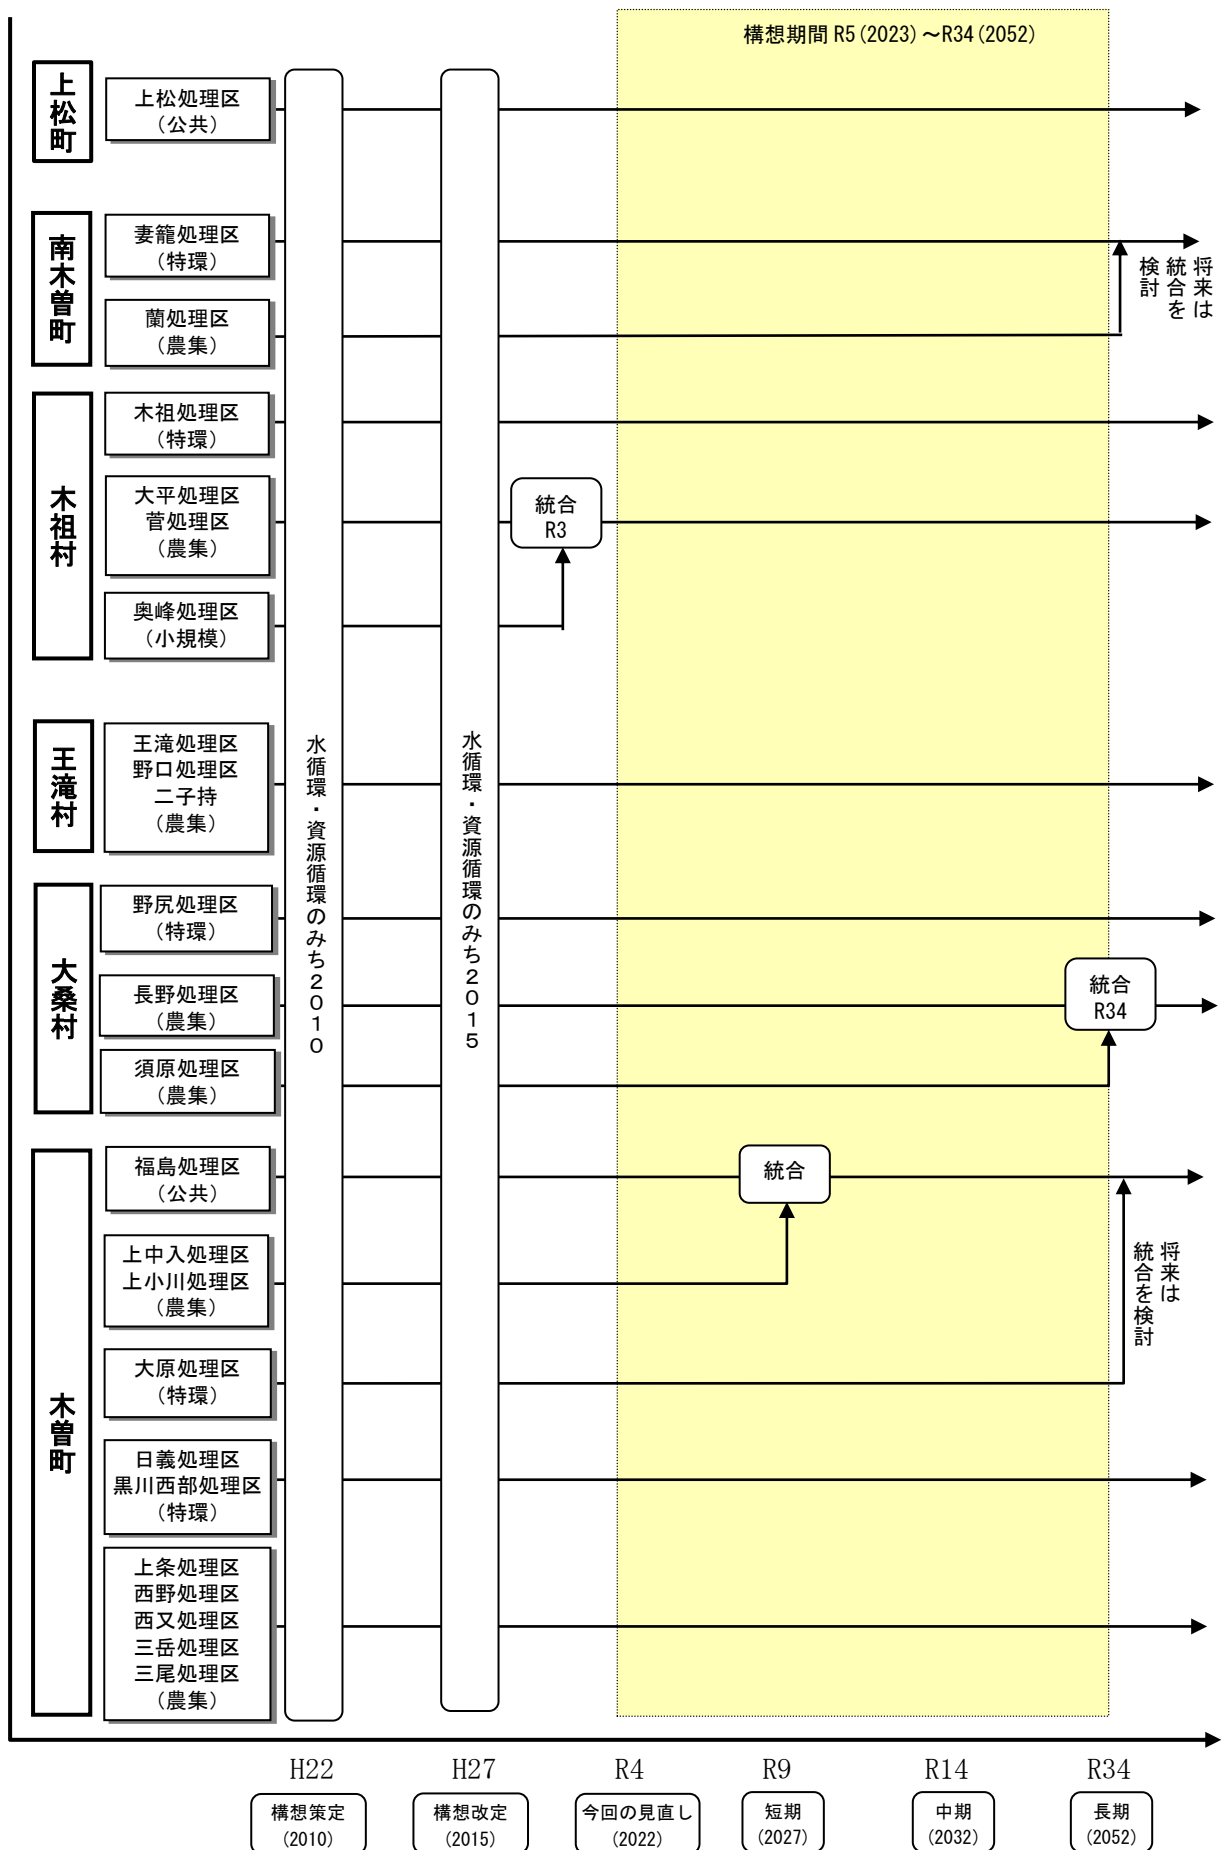 構想期間 R5(2023)～R34(2052)
上松町
上松処理区
（公共）
南木曽町
妻籠処理区
（特環）
蘭処理区
（農集）
将来は
統合を
検討
木祖村
木祖処理区
（特環）
大平処理区
菅処理区
（農集）
統合
R3
奥峰処理区
（小規模）
王滝村
王滝処理区
野口処理区
二子持
（農集）
水循環・資源循環のみち２０１０
水循環・資源循環のみち２０１５
大桑村
野尻処理区
（特環）
長野処理区
（農集）
統合
R34
須原処理区
（農集）
木曽町
福島処理区
（公共）
統合
上中入処理区
上小川処理区
（農集）
将来は
統合を検討
大原処理区
（特環）
日義処理区
黒川西部処理区
（特環）
上条処理区
西野処理区
西又処理区
三岳処理区
三尾処理区
（農集）
H22
H27
R4
R9
R14
R34
構想策定
(2010)
構想改定
(2015)
今回の見直し
(2022)
短期
(2027)
中期
(2032)
長期
(2052)